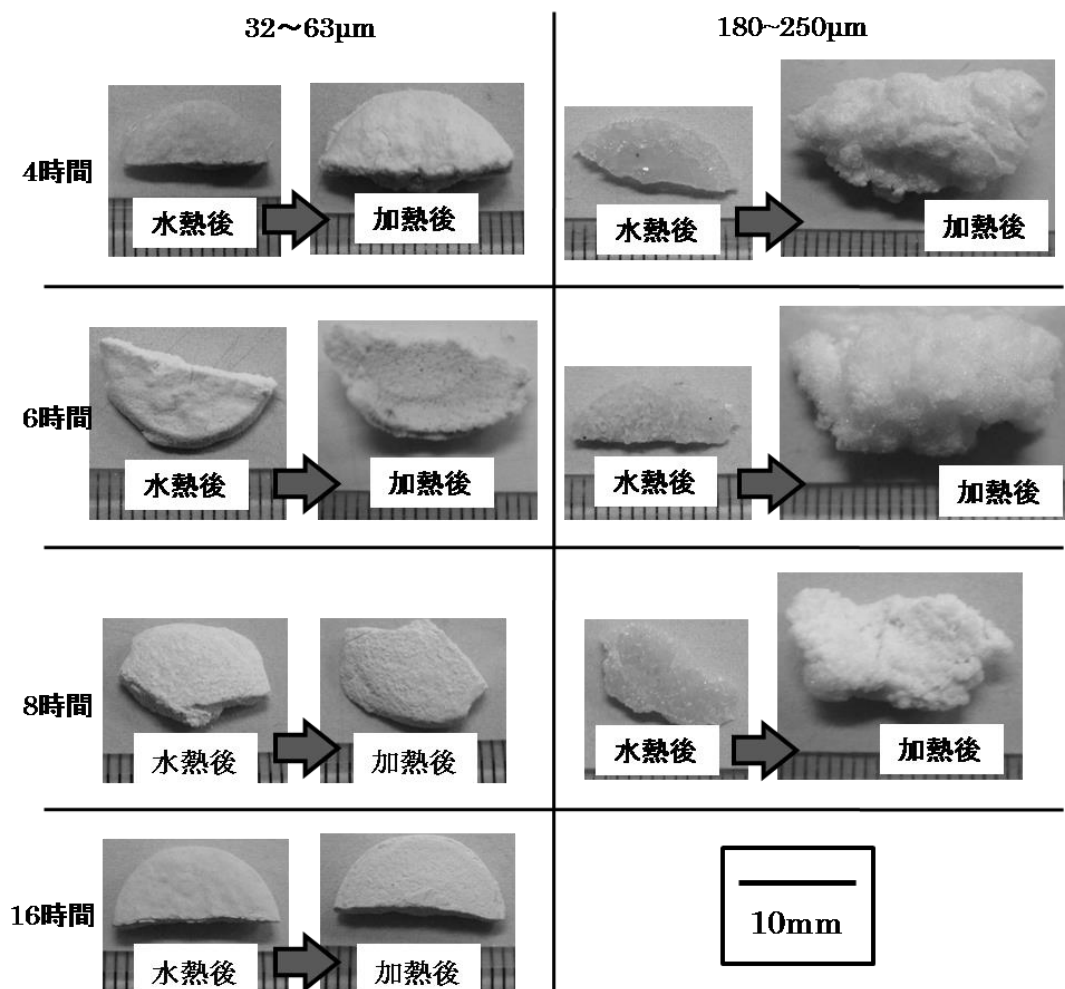 32～63μm
180~250μm
4時間
水熱後
加熱後
水熱後
加熱後
6時間
水熱後
加熱後
水熱後
加熱後
8時間
水熱後
加熱後
水熱後
加熱後
16時間
水熱後
加熱後
10mm